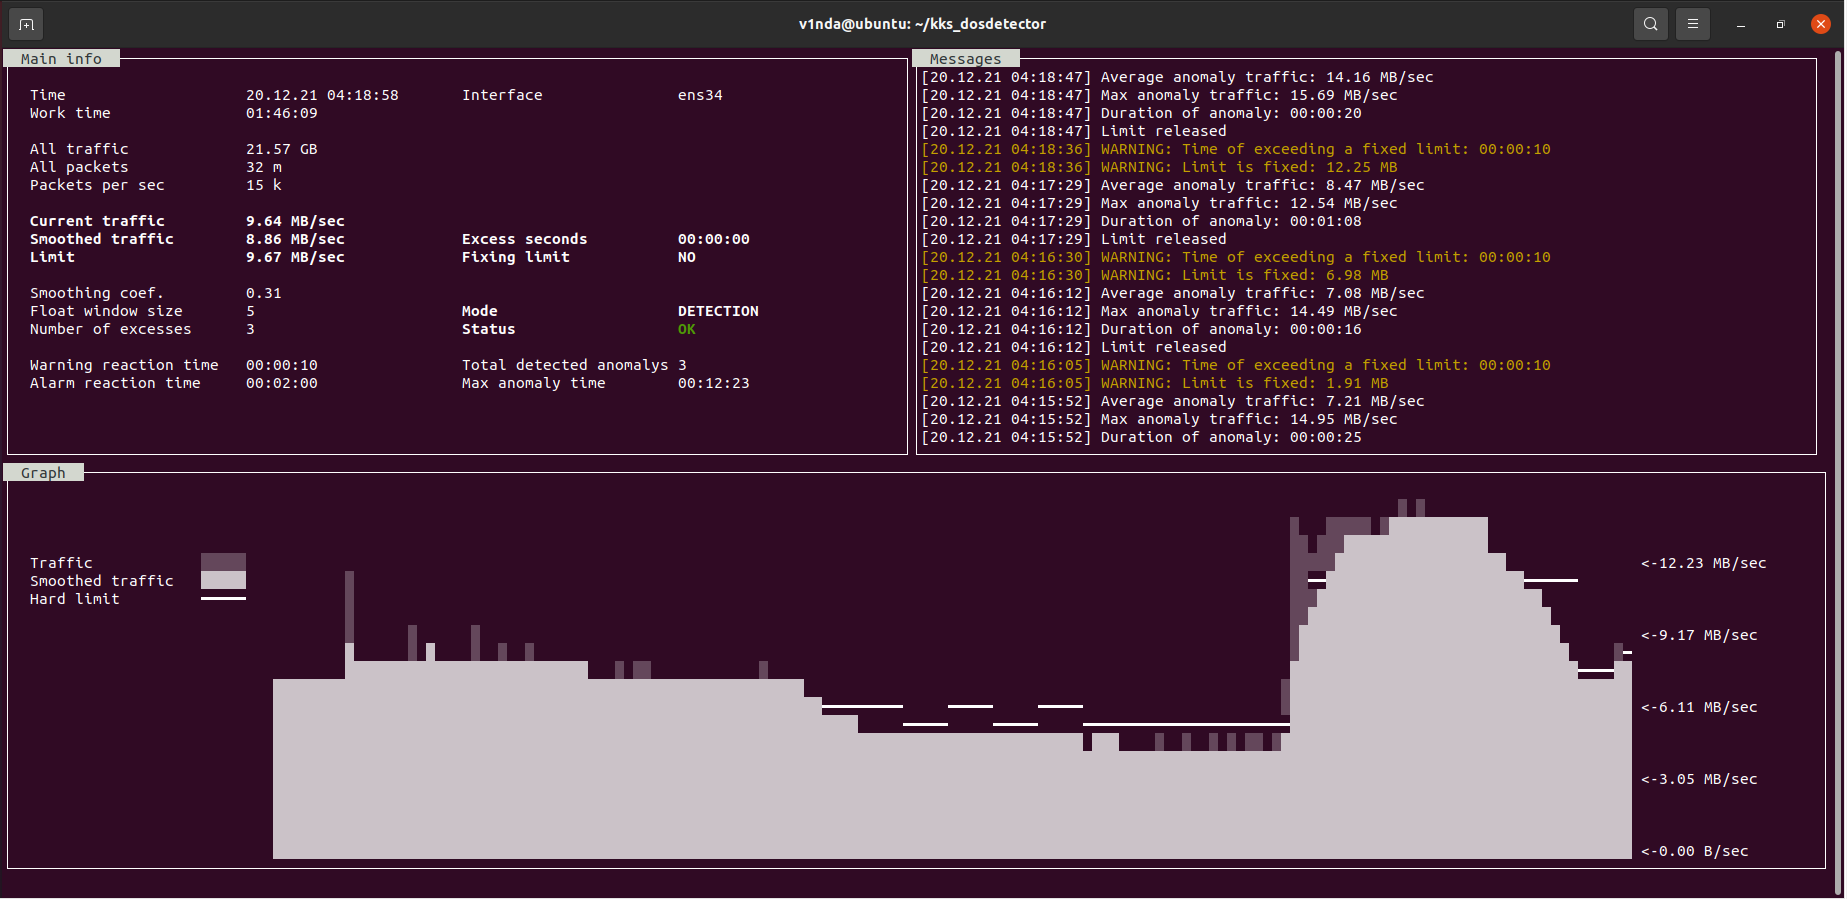 v1nda@ubuntu: ~/kks_dosdetector
Main info
Time 20.12.21 04:18:58 Interface ens34
Work time 01:46:09
All traffic 21.57 GB
All packets 32 m
Packets per sec 15 k
Current traffic 9.64 MB/sec
Smoothed traffic 8.86 MB/sec Excess seconds 00:00:00
Limit 9.67 MB/sec Fixing limit NO
Smoothing coef. 0.31
Float window size 5 Mode DETECTION
Number of excesses 3 Status OK
Warning reaction time 00:00:10 Total detected anomalys 3
Alarm reaction time 00:02:00 Max anomaly time 00:12:23
Messages
[20.12.21 04:18:47] Average anomaly traffic: 14.16 MB/sec
[20.12.21 04:18:47] Max anomaly traffic: 15.69 MB/sec
[20.12.21 04:18:47] Duration of anomaly: 00:00:20
[20.12.21 04:18:47] Limit released
[20.12.21 04:18:36] WARNING: Time of exceeding a fixed limit: 00:00:10
[20.12.21 04:18:36] WARNING: Limit is fixed: 12.25 MB
[20.12.21 04:17:29] Average anomaly traffic: 8.47 MB/sec
[20.12.21 04:17:29] Max anomaly traffic: 12.54 MB/sec
[20.12.21 04:17:29] Duration of anomaly: 00:01:08
[20.12.21 04:17:29] Limit released
[20.12.21 04:16:30] WARNING: Time of exceeding a fixed limit: 00:00:10
[20.12.21 04:16:30] WARNING: Limit is fixed: 6.98 MB
[20.12.21 04:16:12] Average anomaly traffic: 7.08 MB/sec
[20.12.21 04:16:12] Max anomaly traffic: 14.49 MB/sec
[20.12.21 04:16:12] Duration of anomaly: 00:00:16
[20.12.21 04:16:12] Limit released
[20.12.21 04:16:05] WARNING: Time of exceeding a fixed limit: 00:00:10
[20.12.21 04:16:05] WARNING: Limit is fixed: 1.91 MB
[20.12.21 04:15:52] Average anomaly traffic: 7.21 MB/sec
[20.12.21 04:15:52] Max anomaly traffic: 14.95 MB/sec
[20.12.21 04:15:52] Duration of anomaly: 00:00:25
Graph
Traffic
Smoothed traffic
Hard limit
<-12.23 MB/sec
<-9.17 MB/sec
<-6.11 MB/sec
<-3.05 MB/sec
<-0.00 B/sec